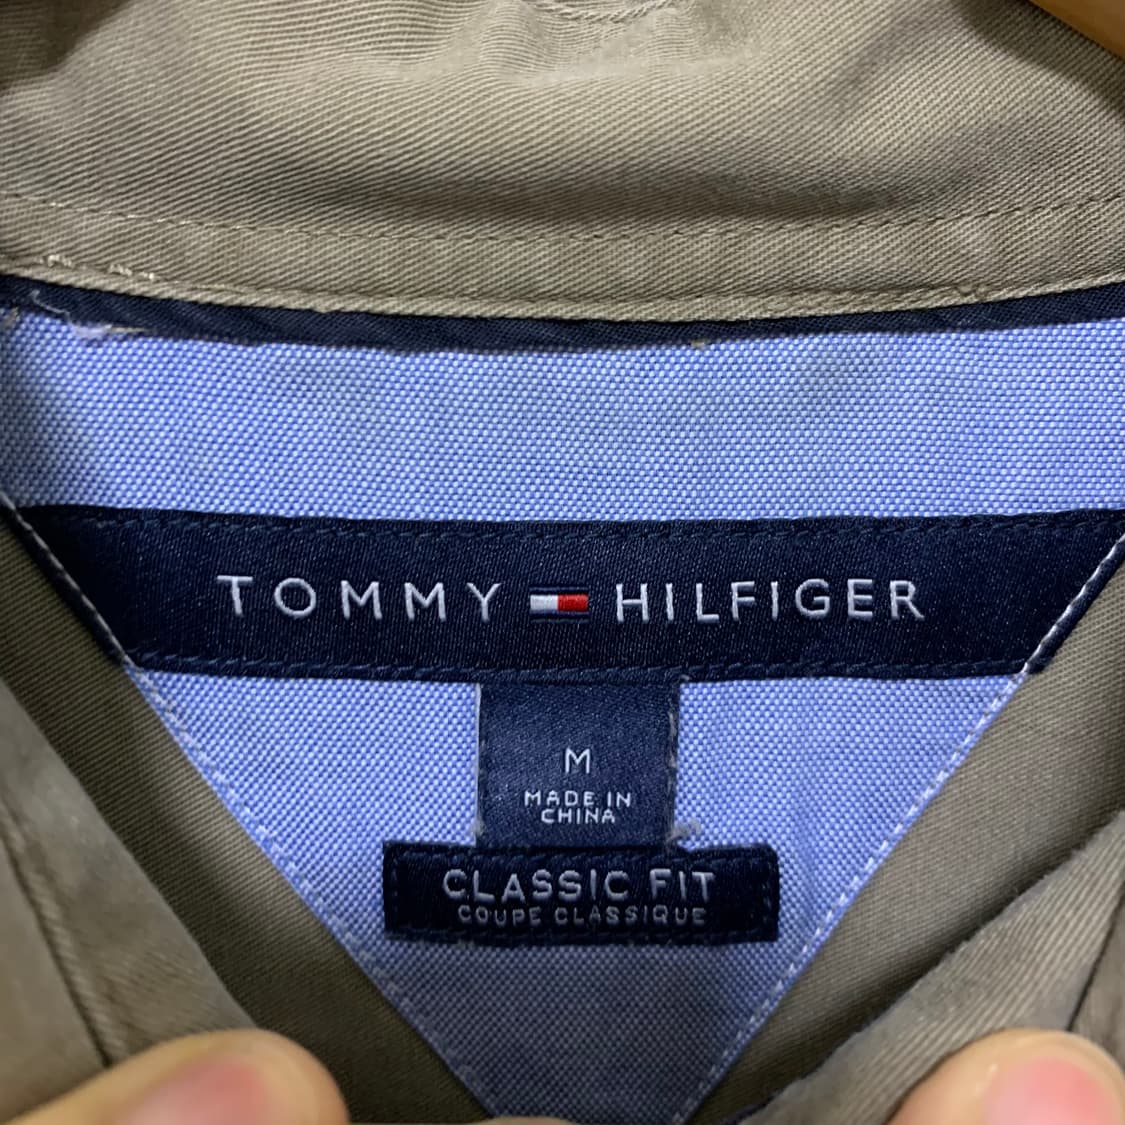 TOMMY HILFIGER
M
MADE IN
CHINA
CLASSIC FIT
COUPE CLASSIQUE